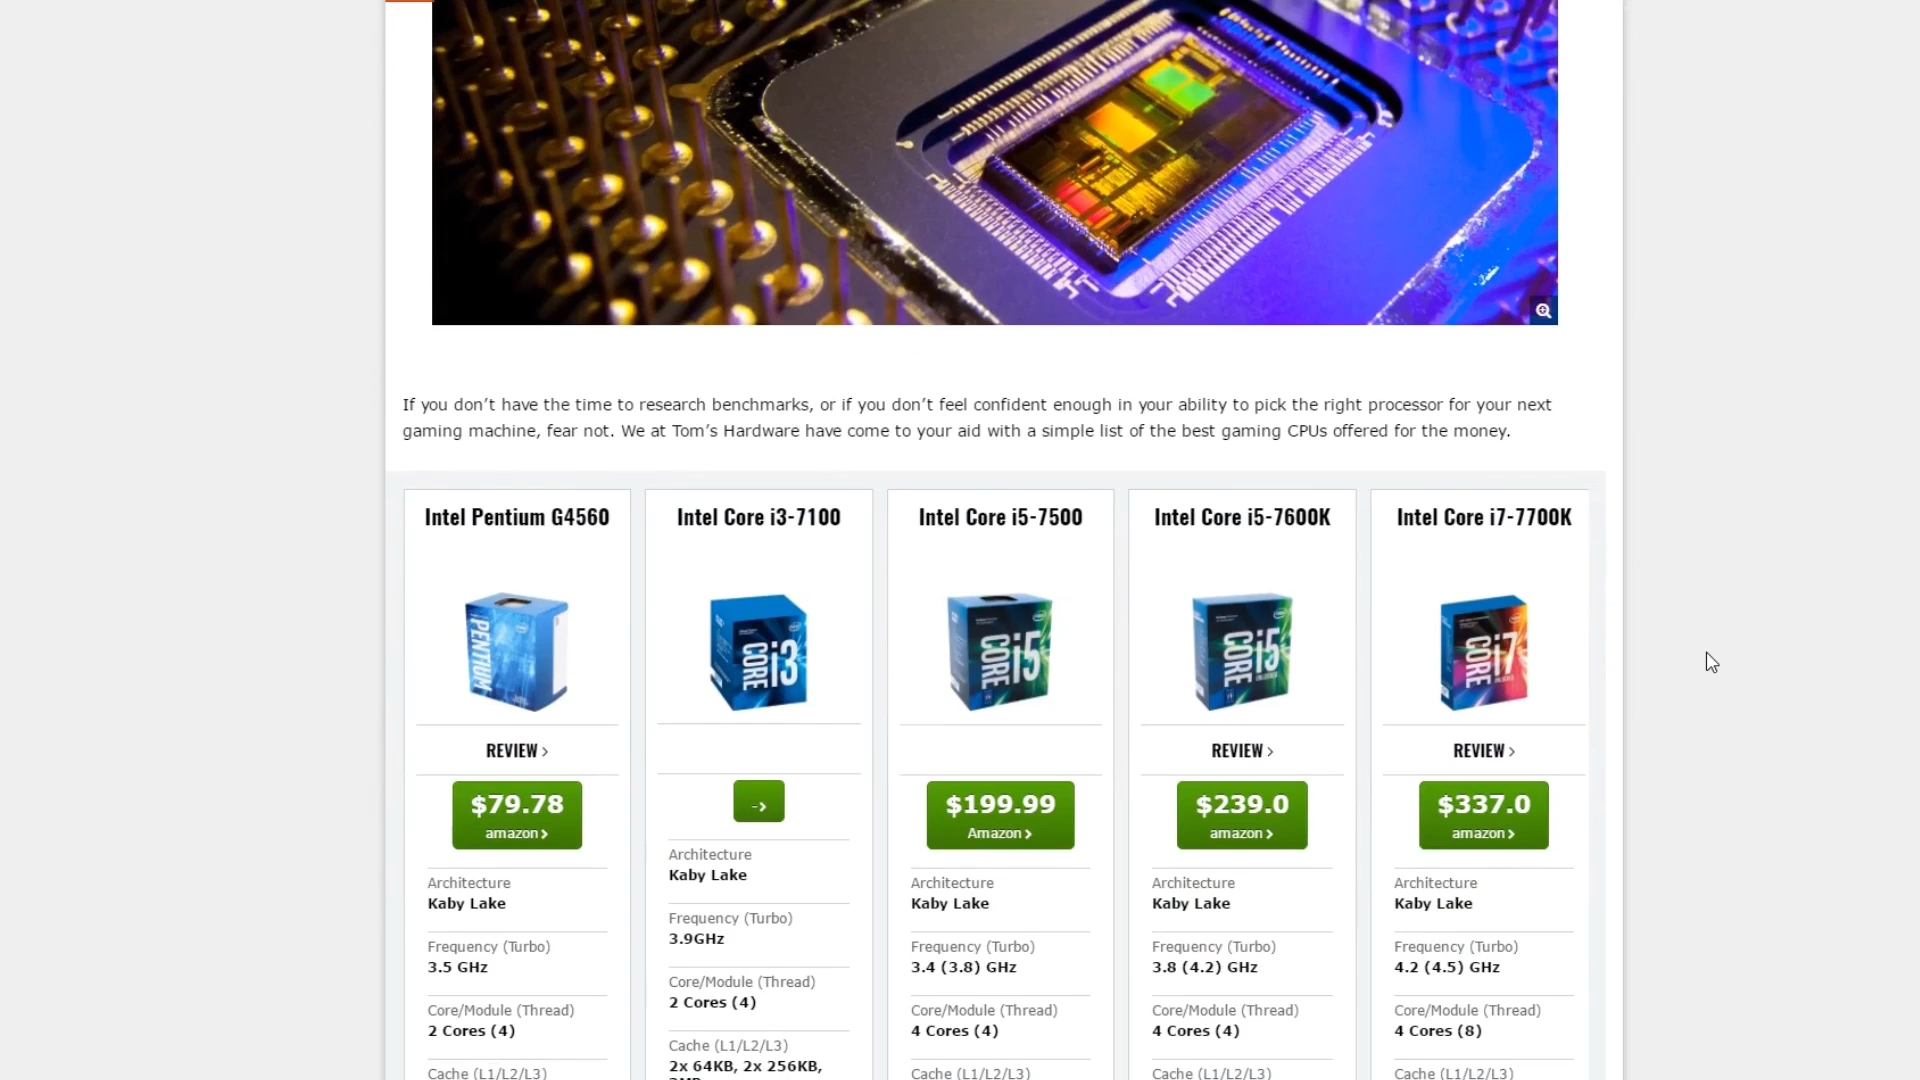 If you don’t have the time to research benchmarks, or if you don’t feel confident enough in your ability to pick the right processor for your next
gaming machine, fear not. We at Tom’s Hardware have come to your aid with a simple list of the best gaming CPUs offered for the money.
Intel Pentium G4560
PENTIUM
REVIEW >
$79.78
amazon >
Architecture
Kaby Lake
Frequency (Turbo)
3.5 GHz
Core/Module (Thread)
2 Cores (4)
Cache (L1/L2/L3)
Intel Core i3-7100
CORE i3
->
Architecture
Kaby Lake
Frequency (Turbo)
3.9GHz
Core/Module (Thread)
2 Cores (4)
Cache (L1/L2/L3)
2x 64KB, 2x 256KB,
Intel Core i5-7500
CORE i5
$199.99
Amazon >
Architecture
Kaby Lake
Frequency (Turbo)
3.4 (3.8) GHz
Core/Module (Thread)
4 Cores (4)
Cache (L1/L2/L3)
Intel Core i5-7600K
CORE i5
REVIEW >
$239.0
amazon >
Architecture
Kaby Lake
Frequency (Turbo)
3.8 (4.2) GHz
Core/Module (Thread)
4 Cores (4)
Cache (L1/L2/L3)
Intel Core i7-7700K
CORE i7
REVIEW >
$337.0
amazon >
Architecture
Kaby Lake
Frequency (Turbo)
4.2 (4.5) GHz
Core/Module (Thread)
4 Cores (8)
Cache (L1/L2/L3)